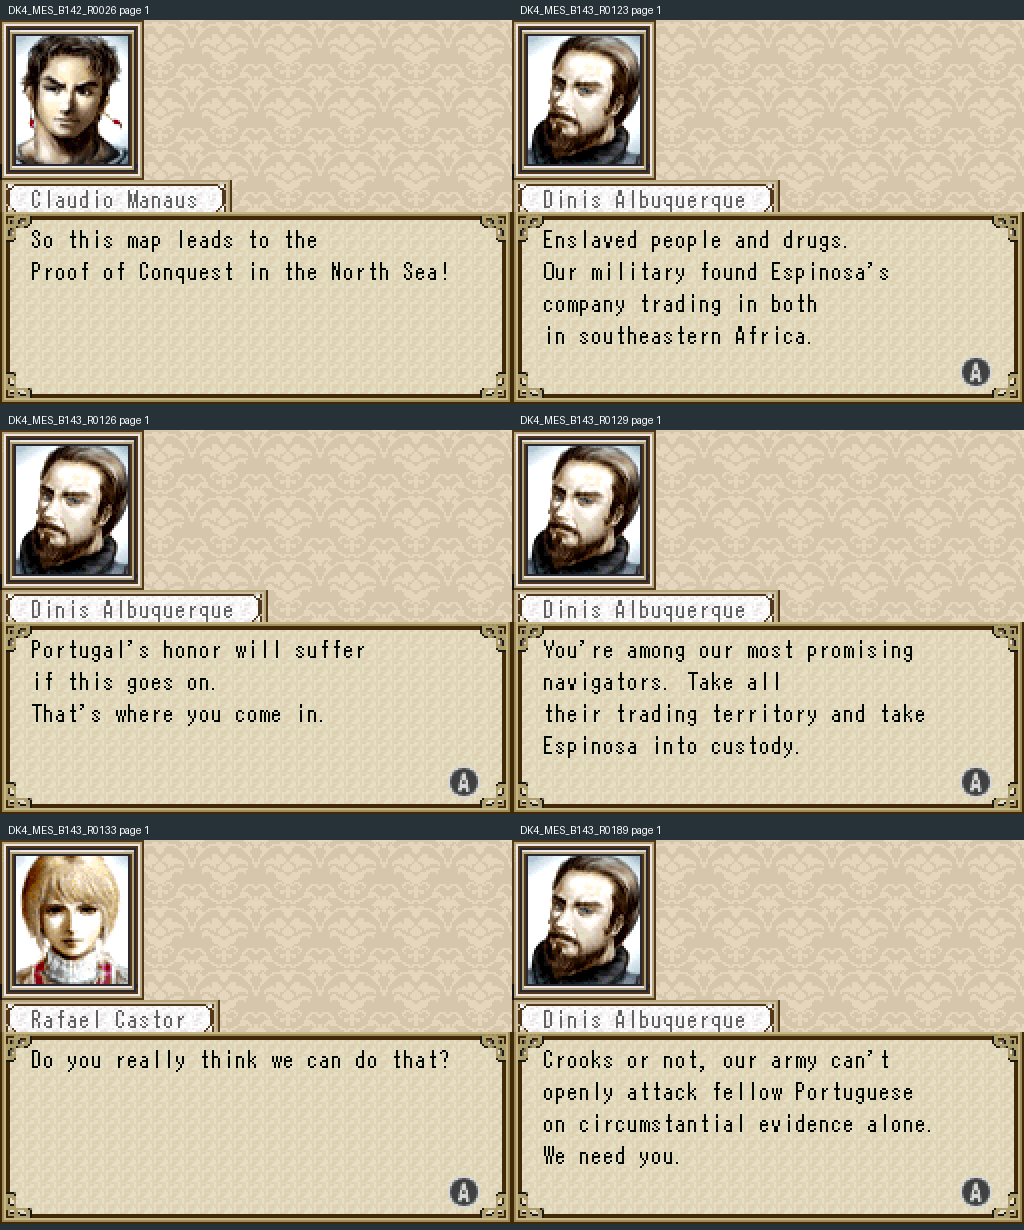 DK4_MES_B142_R0026 page 1
Claudio Manaus
So this map leads to the
Proof of Conquest in the North Sea!
DK4_MES_B143_R0123 page 1
Dinis Albuquerque
Enslaved people and drugs.
Our military found Espinosa's
company trading in both
in southeastern Africa.
A
DK4_MES_B143_R0126 page 1
Dinis Albuquerque
Portugal's honor will suffer
if this goes on.
That's where you come in.
A
DK4_MES_B143_R0129 page 1
Dinis Albuquerque
You're among our most promising
navigators. Take all
their trading territory and take
Espinosa into custody.
A
DK4_MES_B143_R0133 page 1
Rafael Castor
Do you really think we can do that?
A
DK4_MES_B143_R0189 page 1
Dinis Albuquerque
Crooks or not, our army can't
openly attack fellow Portuguese
on circumstantial evidence alone.
We need you.
A